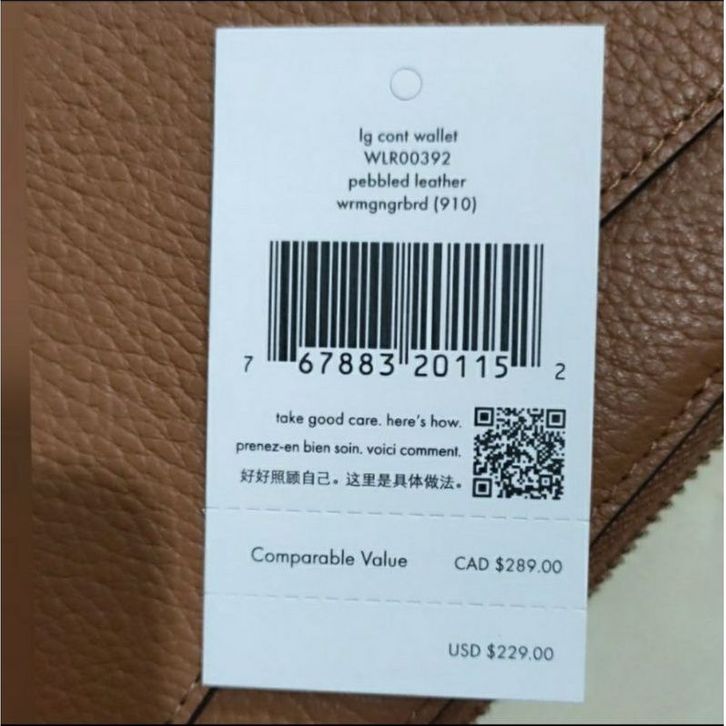 lg cont wallet
WLR00392
pebbled leather
wrmgngrbrd (910)
7 67883 20115 2
take good care. here's how.
prenez-en bien soin. voici comment.
好好照顾自己。这里是具体做法。
Comparable Value CAD $289.00
USD $229.00